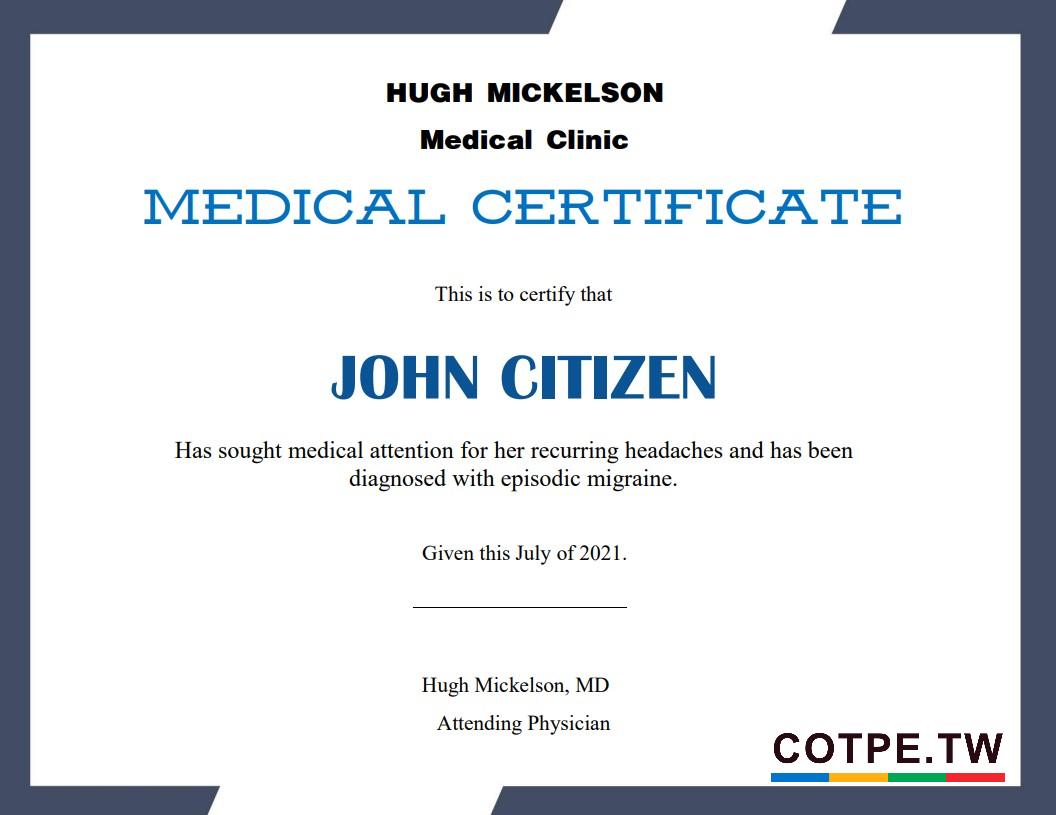 HUGH MICKELSON
Medical Clinic
MEDICAL CERTIFICATE
This is to certify that
JOHN CITIZEN
Has sought medical attention for her recurring headaches and has been
diagnosed with episodic migraine.
Given this July of 2021.
Hugh Mickelson, MD
Attending Physician
COTPE.TW